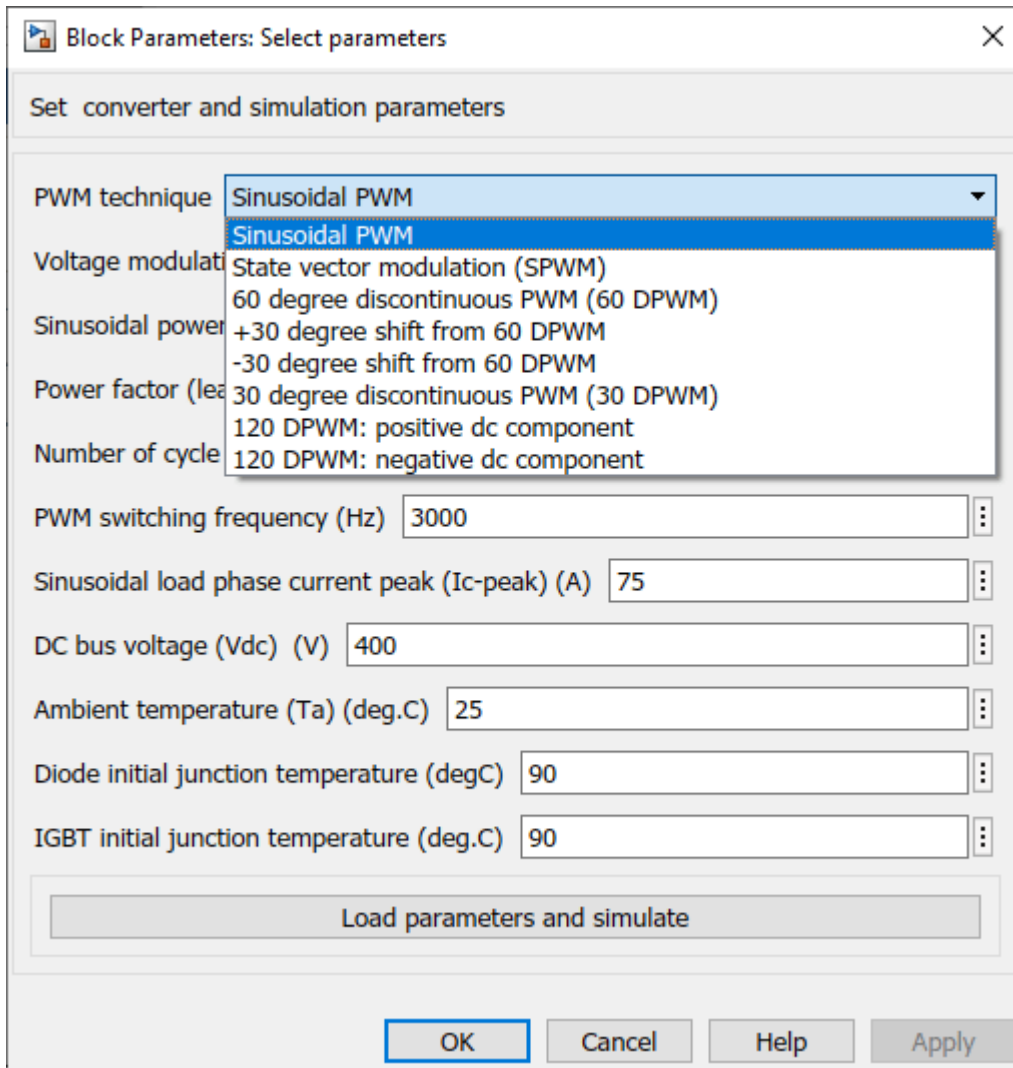 Block Parameters: Select parameters
Set converter and simulation parameters
PWM technique Sinusoidal PWM
Sinusoidal PWM
Voltage modulati
State vector modulation (SPWM)
60 degree discontinuous PWM (60 DPWM)
Sinusoidal power
+30 degree shift from 60 DPWM
-30 degree shift from 60 DPWM
Power factor (lea
30 degree discontinuous PWM (30 DPWM)
120 DPWM: positive dc component
Number of cycle
120 DPWM: negative dc component
PWM switching frequency (Hz) 3000
Sinusoidal load phase current peak (Ic-peak) (A) 75
DC bus voltage (Vdc) (V) 400
Ambient temperature (Ta) (deg.C) 25
Diode initial junction temperature (degC) 90
IGBT initial junction temperature (deg.C) 90
Load parameters and simulate
OK Cancel Help Apply